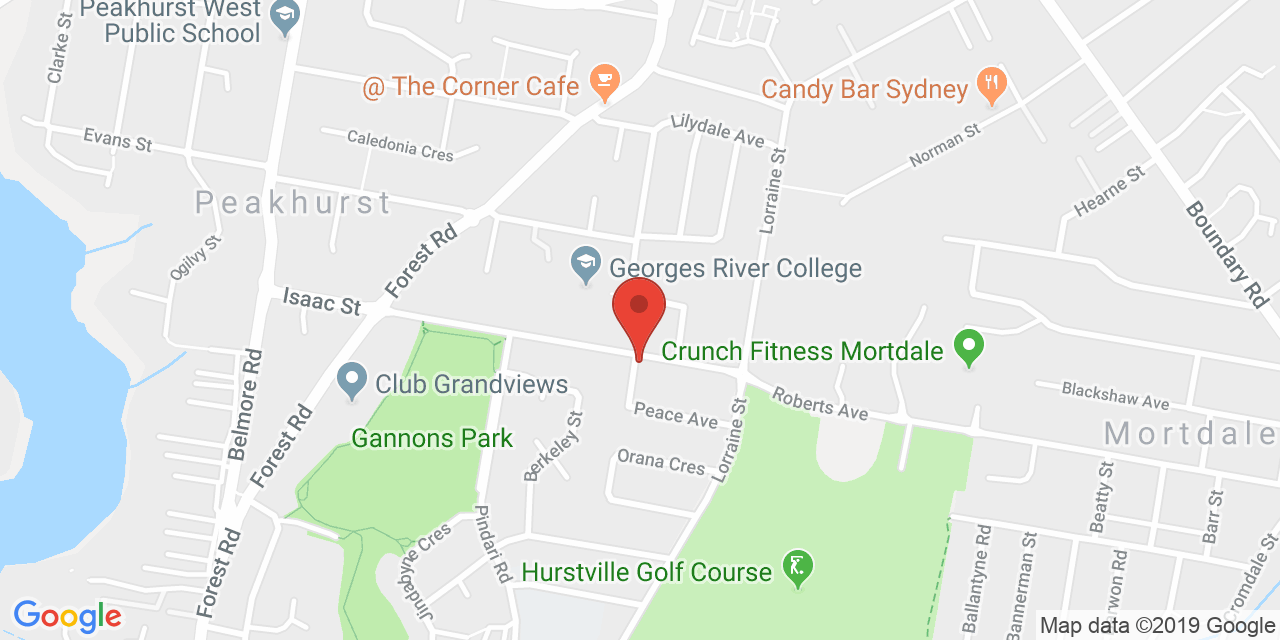 Peakhurst West
Public School
Clarke St
@ The Corner Cafe
Candy Bar Sydney
Evans St
Caledonia Cres
Lilydale Ave
Norman St
Lorraine St
Hearne St
Peakhurst
Ogilvy St
Forest Rd
Boundary Rd
Georges River College
Isaac St
Crunch Fitness Mortdale
Club Grandviews
Belmore Rd
Forest Rd
Roberts Ave
Blackshaw Ave
Peace Ave
Lorraine St
Gannons Park
Berkeley St
Mortdale
Orana Cres
Beatty St
Barr St
Pindari Rd
Jindabyne Cres
Forest Rd
Hurstville Golf Course
Ballantyne Rd
Bannerman St
rwon Rd
Cromdale St
Google
Map data ©2019 Google